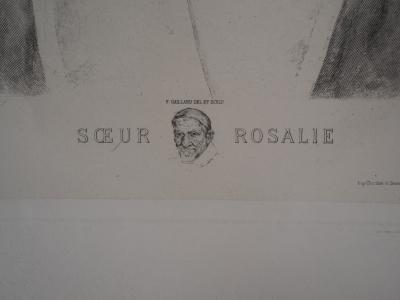 F. GAILLARD DEL ET SCULP
SŒUR ROSALIE